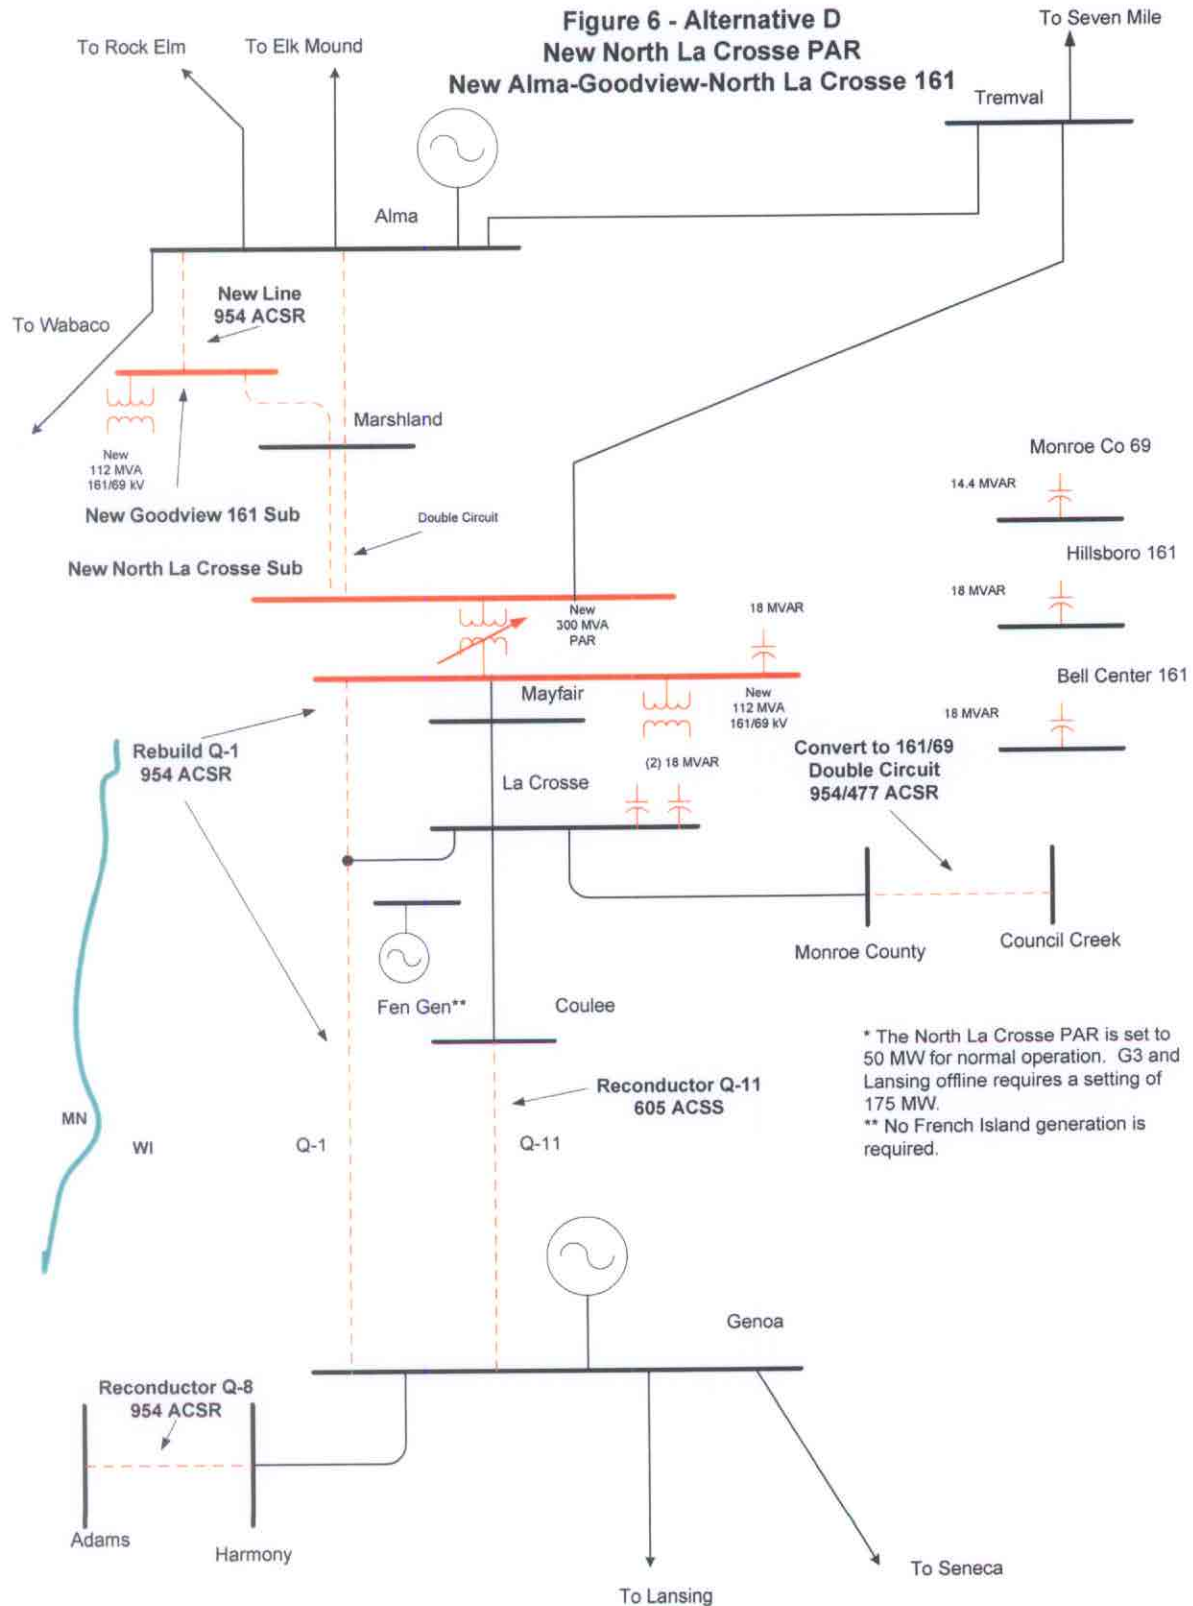 Figure 6 - Alternative D
New North La Crosse PAR
New Alma-Goodview-North La Crosse 161
To Rock Elm
To Elk Mound
To Seven Mile
Tremval
Alma
New Line
954 ACSR
To Wabaco
Marshland
New
112 MVA
161/69 kV
New Goodview 161 Sub
Double Circuit
New North La Crosse Sub
Monroe Co 69
14.4 MVAR
Hillsboro 161
18 MVAR
Bell Center 161
18 MVAR
New
300 MVA
PAR
18 MVAR
Mayfair
New
112 MVA
161/69 kV
Rebuild Q-1
954 ACSR
(2) 18 MVAR
La Crosse
Convert to 161/69
Double Circuit
954/477 ACSR
Monroe County
Council Creek
Fen Gen**
Coulee
* The North La Crosse PAR is set to
50 MW for normal operation. G3 and
Lansing offline requires a setting of
175 MW.
** No French Island generation is
required.
Reconductor Q-11
605 ACSS
MN
WI
Q-1
Q-11
Genoa
Reconductor Q-8
954 ACSR
Adams
Harmony
To Lansing
To Seneca